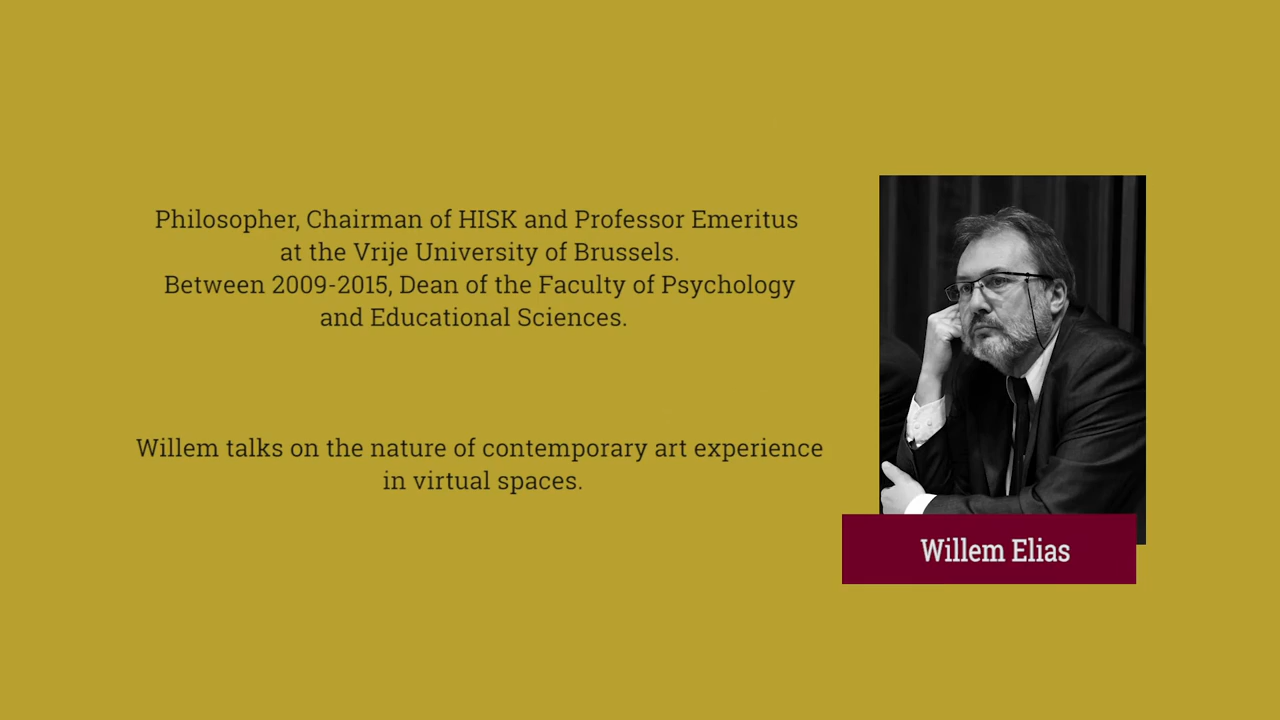 Philosopher, Chairman of HISK and Professor Emeritus
at the Vrije University of Brussels.
Between 2009-2015, Dean of the Faculty of Psychology
and Educational Sciences.
Willem talks on the nature of contemporary art experience
in virtual spaces.
Willem Elias